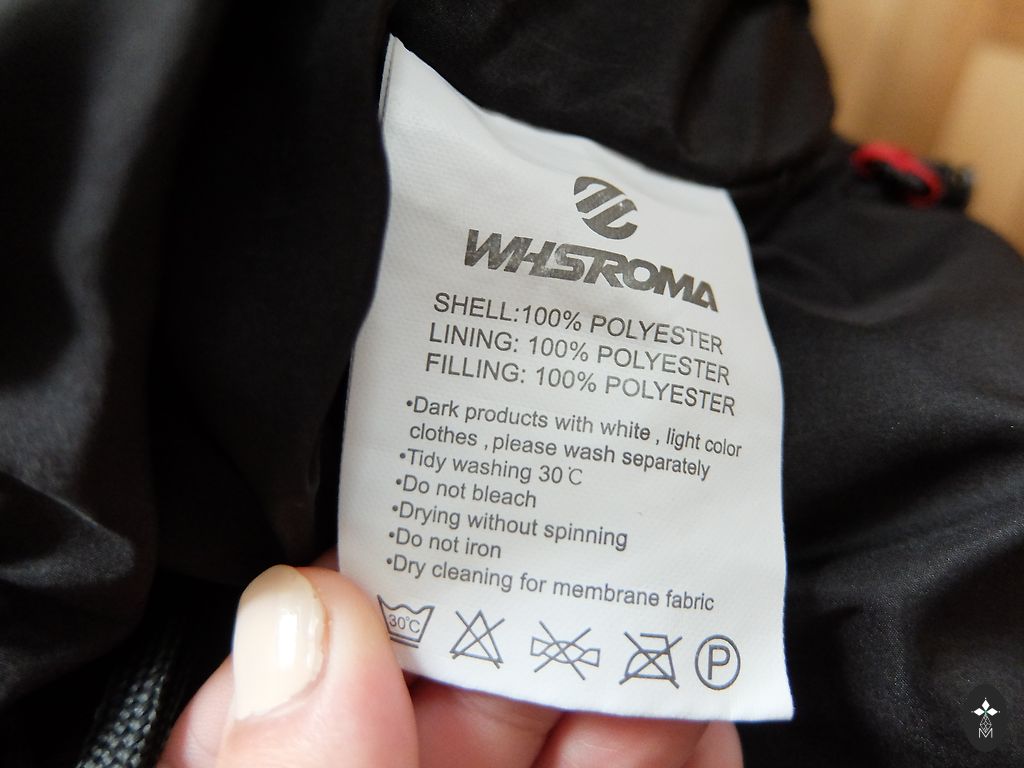 WHSROMA
SHELL:100% POLYESTER
LINING: 100% POLYESTER
FILLING: 100% POLYESTER
•Dark products with white , light color
clothes ,please wash separately
•Tidy washing 30℃
•Do not bleach
•Drying without spinning
•Do not iron
•Dry cleaning for membrane fabric
30℃ P
M